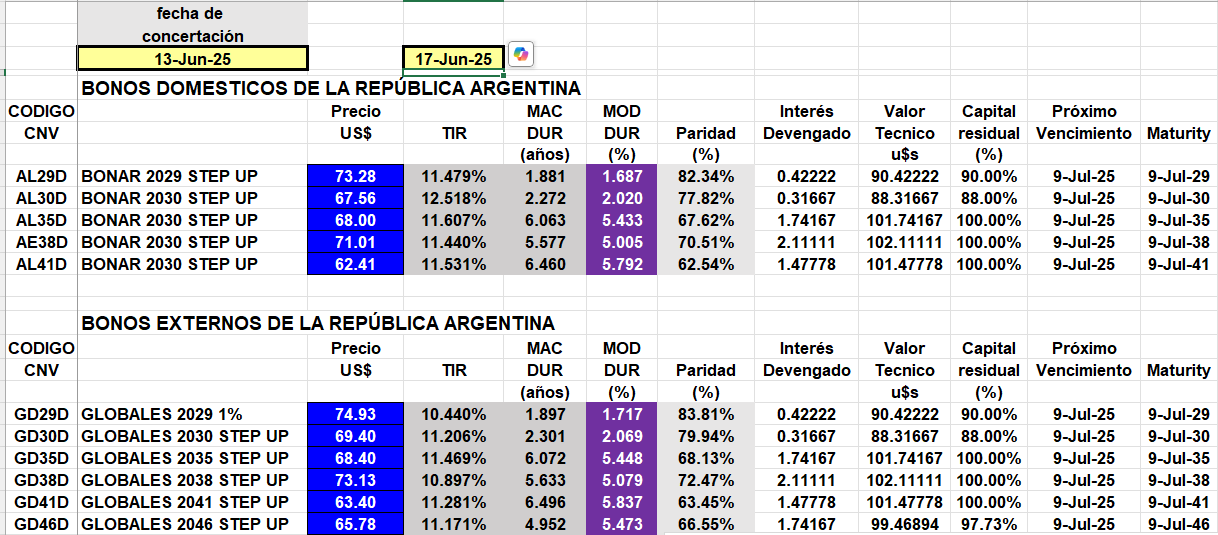 fecha de
concertación
13-Jun-25 17-Jun-25
BONOS DOMESTICOS DE LA REPÚBLICA ARGENTINA
CODIGO Precio MAC MOD Interés Valor Capital Próximo
CNV US$ TIR DUR DUR Paridad Devengado Tecnico residual Vencimiento Maturity
(años) (%) (%) u$s (%)
AL29D BONAR 2029 STEP UP 73.28 11.479% 1.881 1.687 82.34% 0.42222 90.42222 90.00% 9-Jul-25 9-Jul-29
AL30D BONAR 2030 STEP UP 67.56 12.518% 2.272 2.020 77.82% 0.31667 88.31667 88.00% 9-Jul-25 9-Jul-30
AL35D BONAR 2030 STEP UP 68.00 11.607% 6.063 5.433 67.62% 1.74167 101.74167 100.00% 9-Jul-25 9-Jul-35
AE38D BONAR 2030 STEP UP 71.01 11.440% 5.577 5.005 70.51% 2.11111 102.11111 100.00% 9-Jul-25 9-Jul-38
AL41D BONAR 2030 STEP UP 62.41 11.531% 6.460 5.792 62.54% 1.47778 101.47778 100.00% 9-Jul-25 9-Jul-41
BONOS EXTERNOS DE LA REPÚBLICA ARGENTINA
CODIGO Precio MAC MOD Interés Valor Capital Próximo
CNV US$ TIR DUR DUR Paridad Devengado Tecnico residual Vencimiento Maturity
(años) (%) (%) u$s (%)
GD29D GLOBALES 2029 1% 74.93 10.440% 1.897 1.717 83.81% 0.42222 90.42222 90.00% 9-Jul-25 9-Jul-29
GD30D GLOBALES 2030 STEP UP 69.40 11.206% 2.301 2.069 79.94% 0.31667 88.31667 88.00% 9-Jul-25 9-Jul-30
GD35D GLOBALES 2035 STEP UP 68.40 11.469% 6.072 5.448 68.13% 1.74167 101.74167 100.00% 9-Jul-25 9-Jul-35
GD38D GLOBALES 2038 STEP UP 73.13 10.897% 5.633 5.079 72.47% 2.11111 102.11111 100.00% 9-Jul-25 9-Jul-38
GD41D GLOBALES 2041 STEP UP 63.40 11.281% 6.496 5.837 63.45% 1.47778 101.47778 100.00% 9-Jul-25 9-Jul-41
GD46D GLOBALES 2046 STEP UP 65.78 11.171% 4.952 5.473 66.55% 1.74167 99.46894 97.73% 9-Jul-25 9-Jul-46